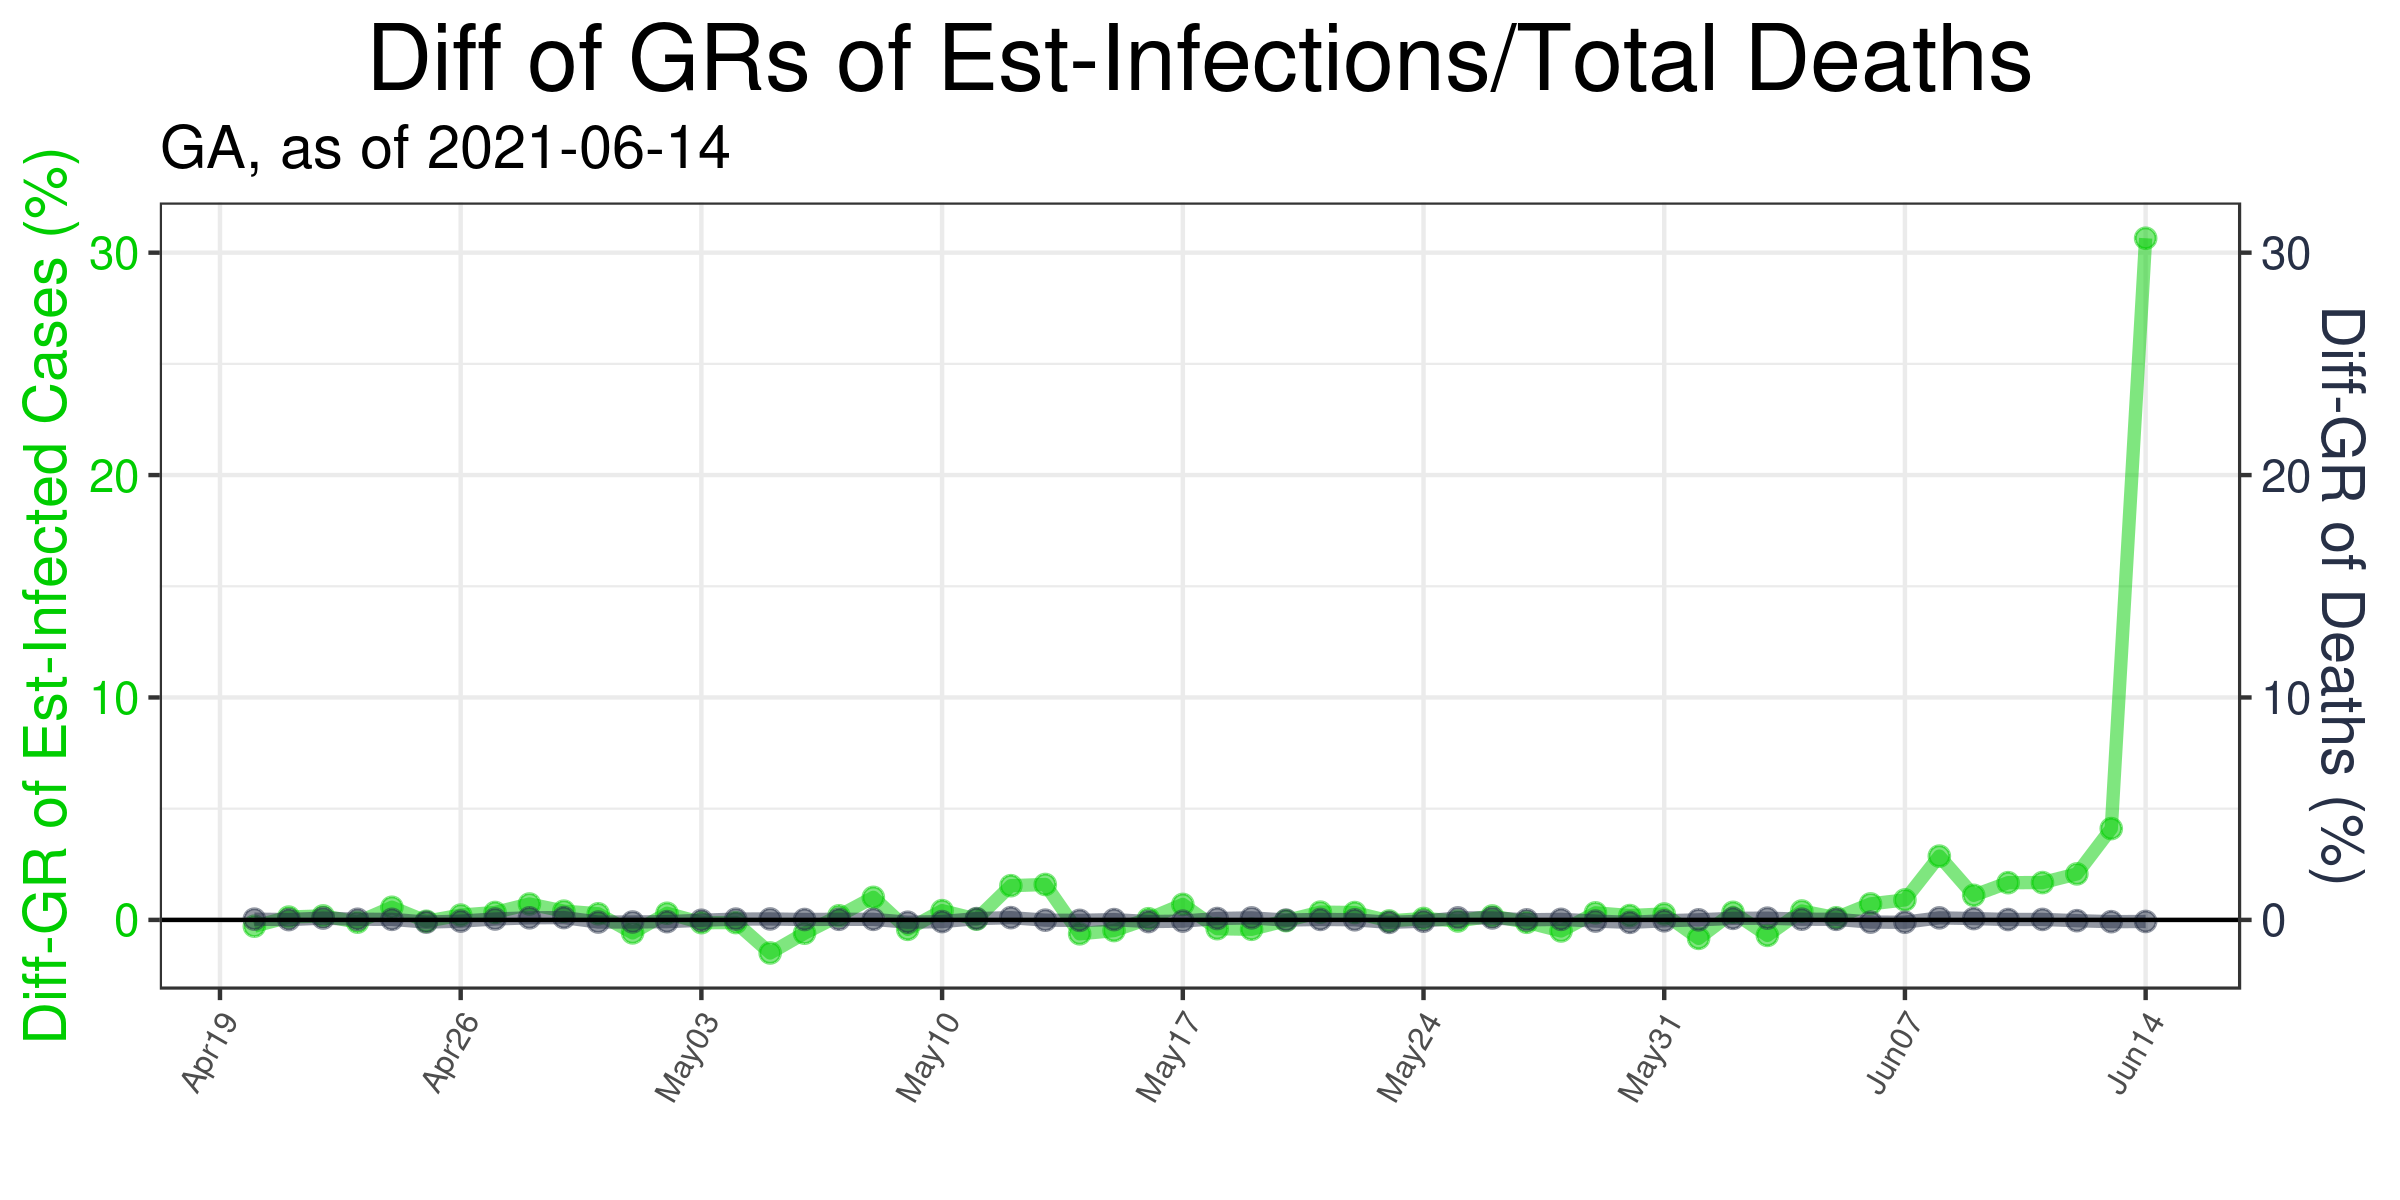 Diff of GRs of Est-Infections/Total Deaths
GA, as of 2021-06-14
Diff-GR of Est-Infected Cases (%)
30
20
10
0
30
20
10
0
Diff-GR of Deaths (%)
Apr19
Apr26
May03
May10
May17
May24
May31
Jun07
Jun14